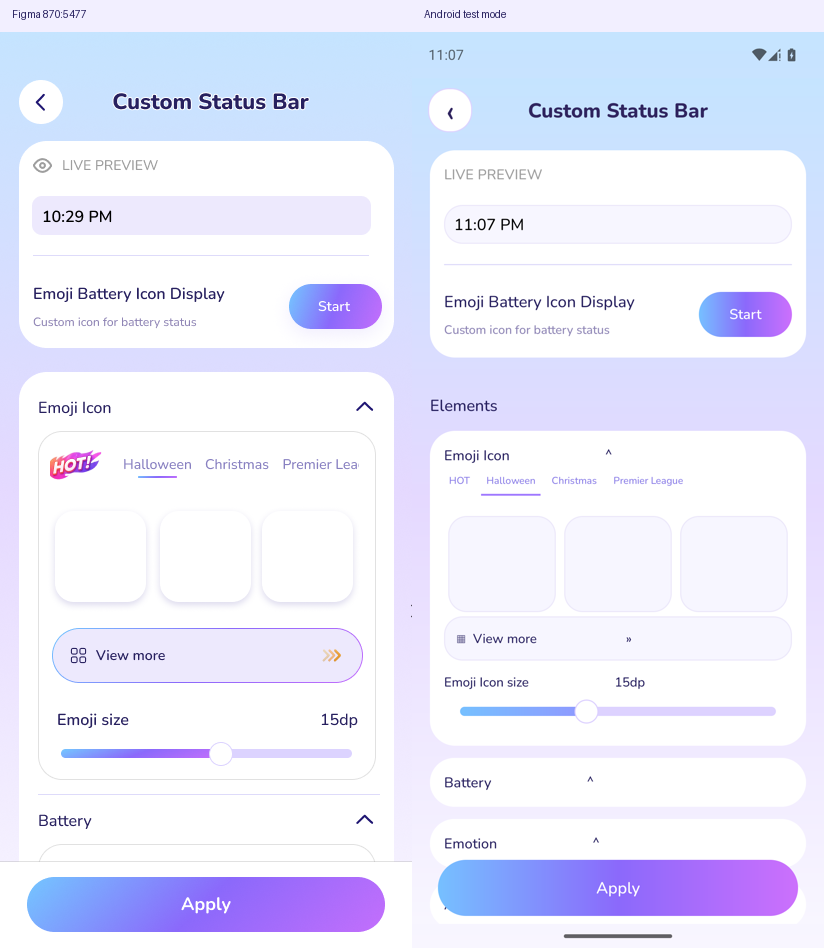 Figma 870:5477
Custom Status Bar
LIVE PREVIEW
10:29 PM
Emoji Battery Icon Display
Custom icon for battery status
Start
Emoji Icon
HOT!
Halloween
Christmas
Premier Lea
View more
Emoji size
15dp
Battery
Apply
Android test mode
11:07
Custom Status Bar
LIVE PREVIEW
11:07 PM
Emoji Battery Icon Display
Custom icon for battery status
Start
Elements
Emoji Icon ^
HOT
Halloween
Christmas
Premier League
View more »
Emoji Icon size
15dp
Battery ^
Emotion ^
Apply